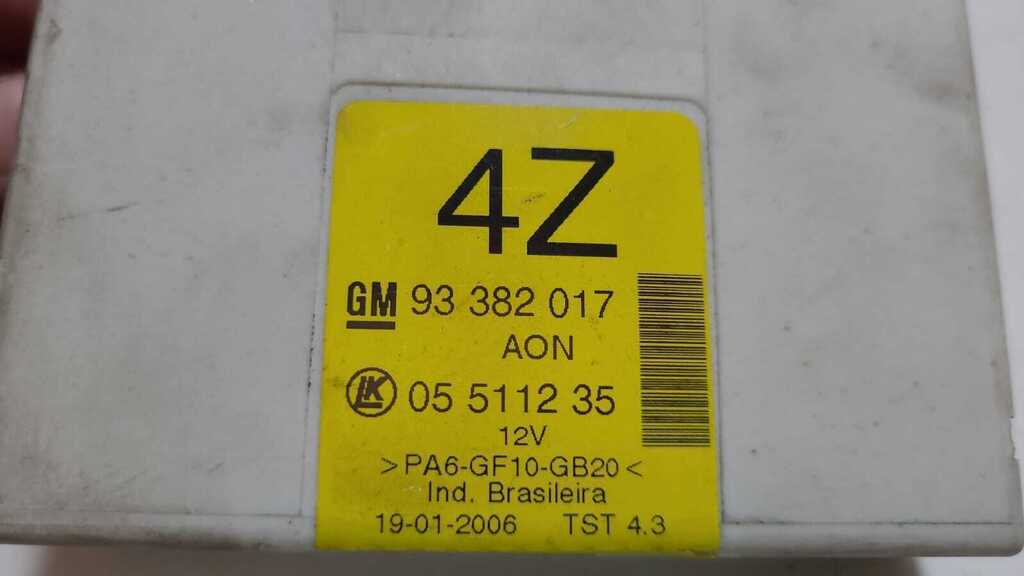 4Z
GM 93 382 017
AON
LK 05 5112 35
12V
>PA6-GF10-GB20<
Ind. Brasileira
19-01-2006 TST 4.3